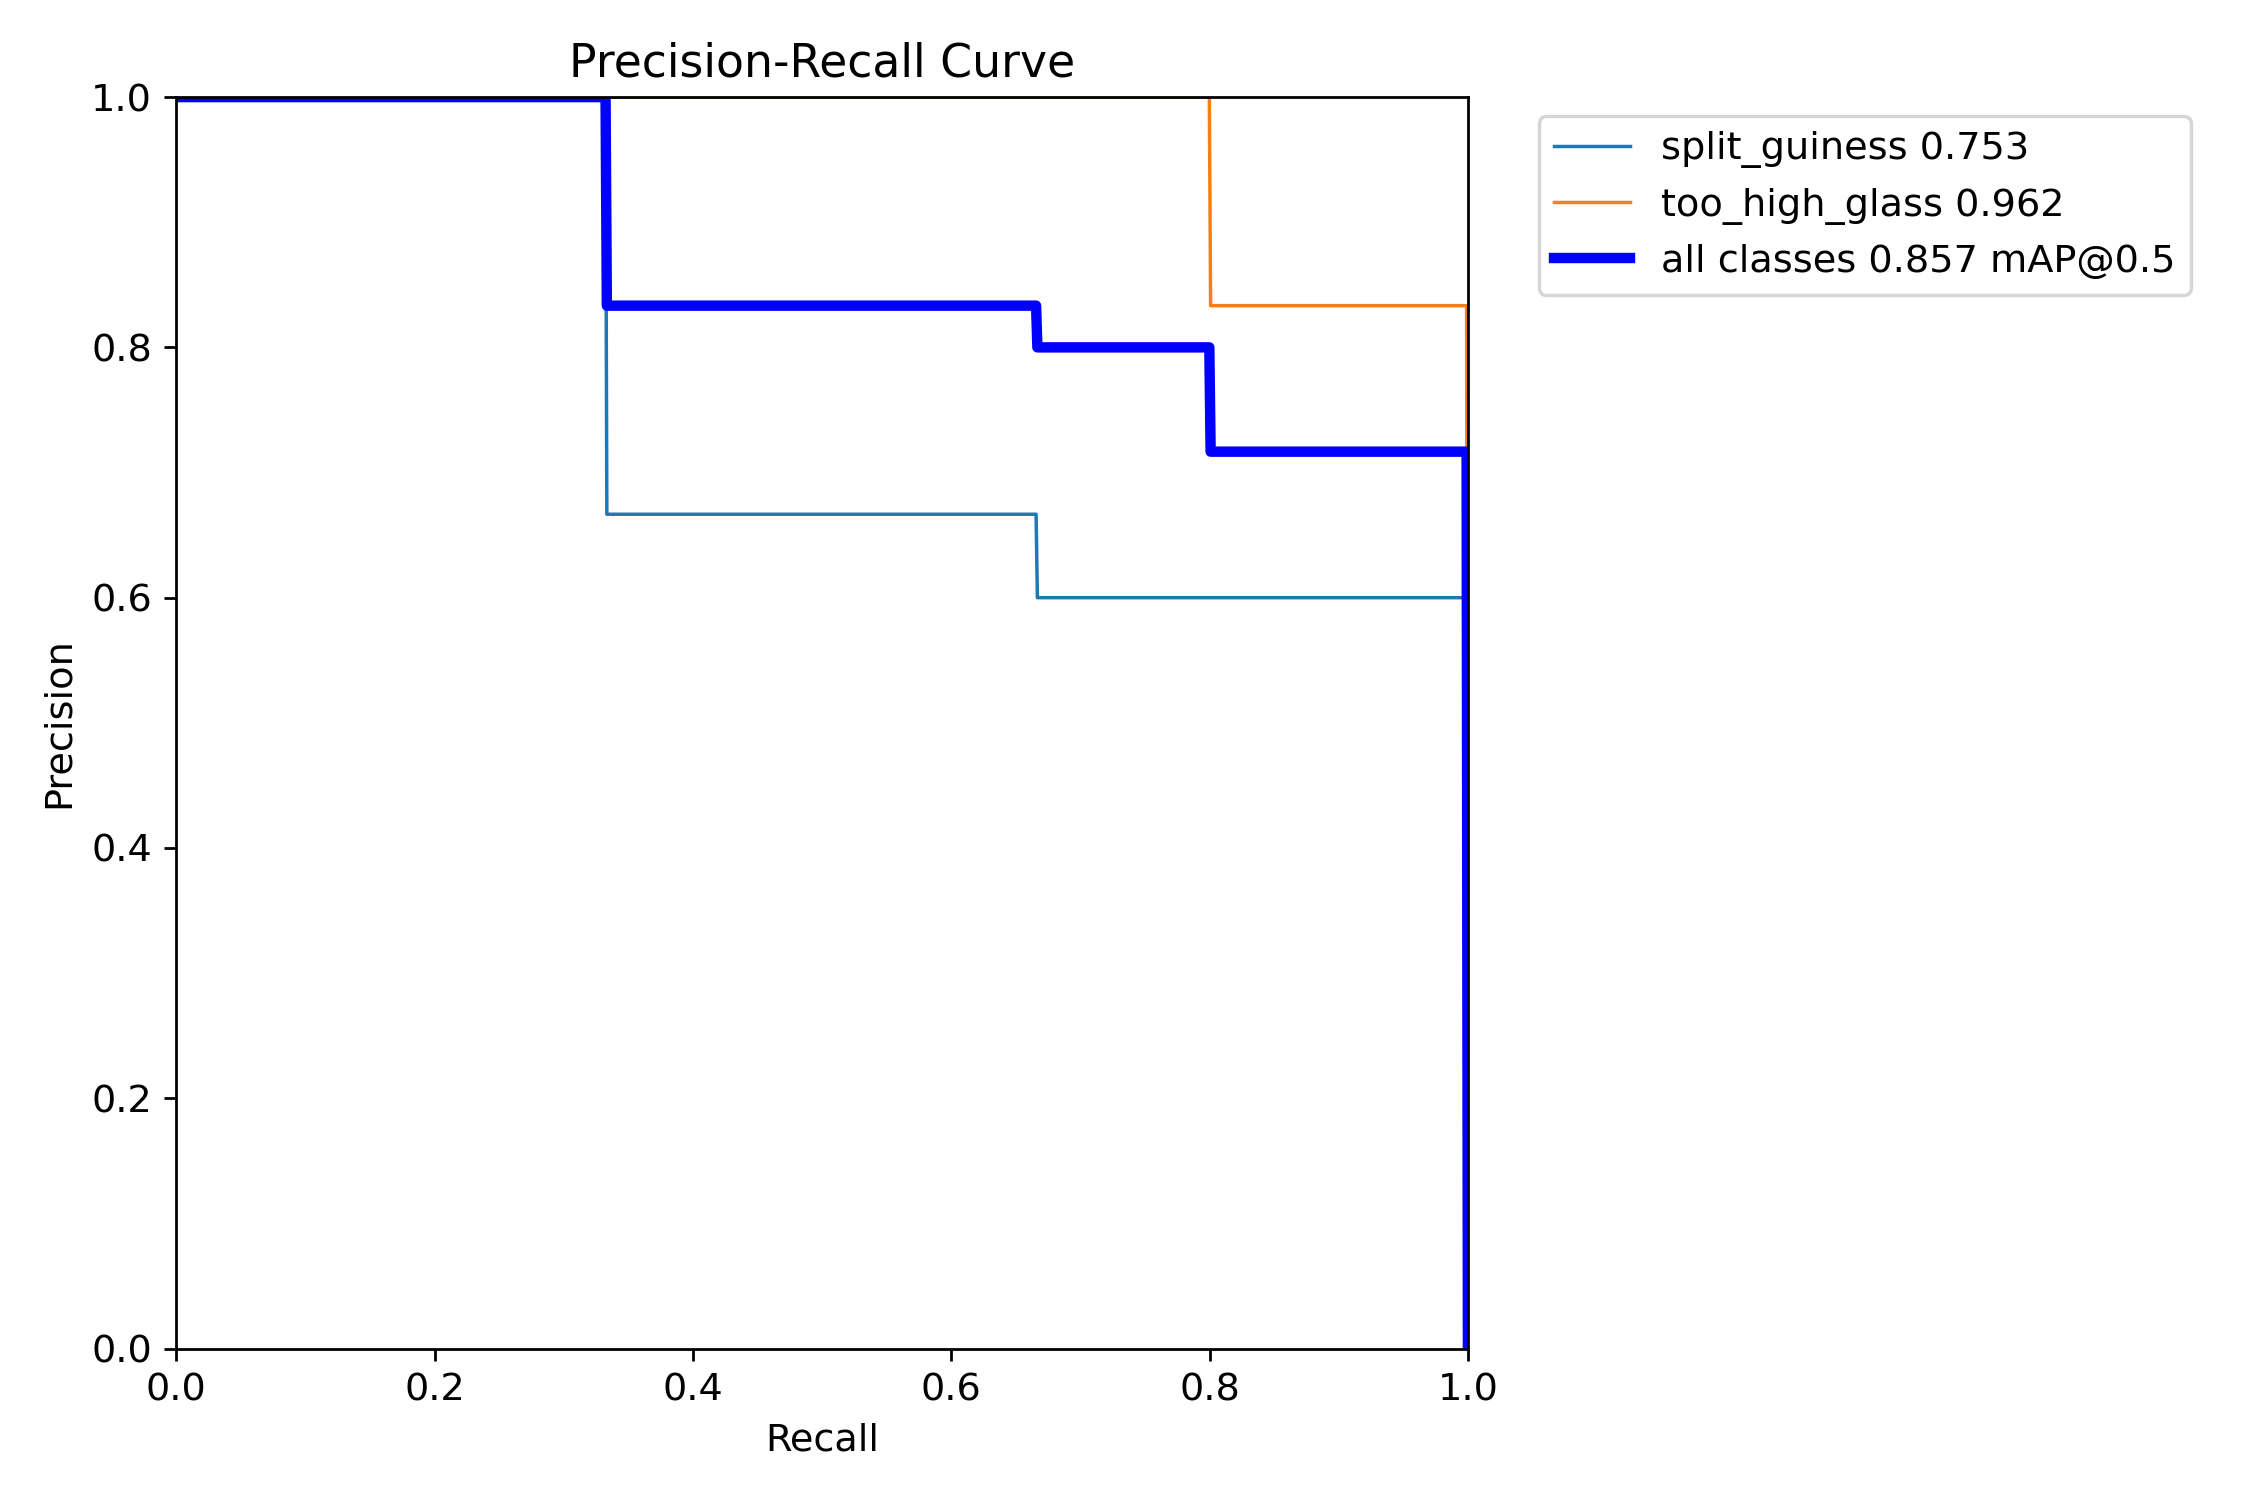 Precision-Recall Curve
1.0
0.8
0.6
0.4
0.2
0.0
Precision
0.0 0.2 0.4 0.6 0.8 1.0
Recall
split_guiness 0.753
too_high_glass 0.962
all classes 0.857 mAP@0.5